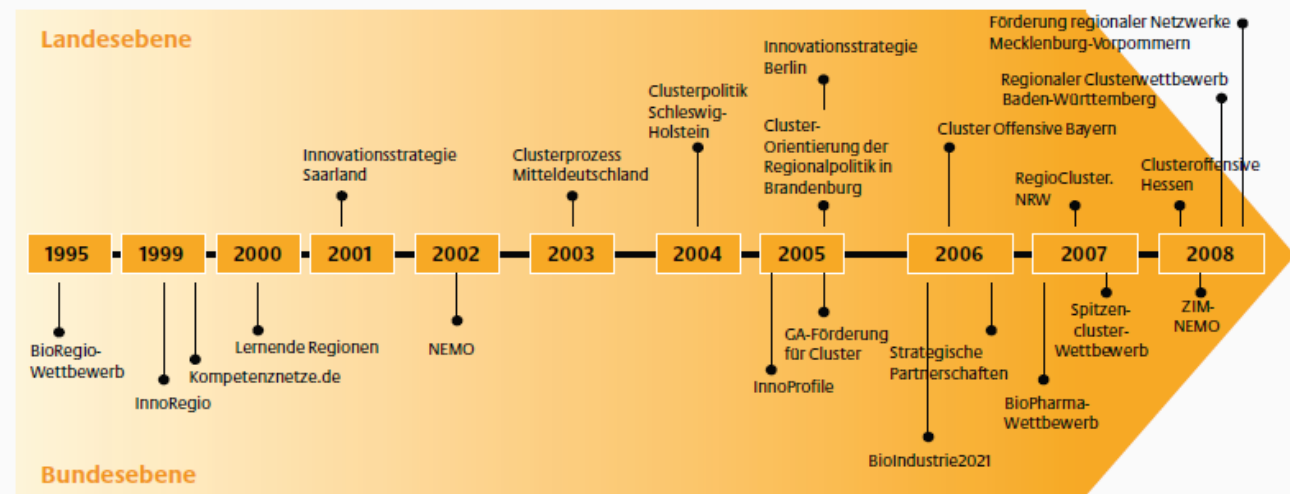 Landesebene
Förderung regionaler Netzwerke
Mecklenburg-Vorpommern
Innovationsstrategie
Berlin
Regionaler Clusterwettbewerb
Baden-Württemberg
Clusterpolitik
Schleswig-
Holstein
Cluster-
Orientierung der
Regionalpolitik in
Brandenburg
Cluster Offensive Bayern
Innovationsstrategie
Saarland
Clusterprozess
Mitteldeutschland
RegioCluster.
NRW
Clusteroffensive
Hessen
1995
1999
2000
2001
2002
2003
2004
2005
2006
2007
2008
BioRegio-
Wettbewerb
InnoRegio
Kompetenznetze.de
Lernende Regionen
NEMO
InnoProfile
GA-Förderung
für Cluster
BioIndustrie2021
Strategische
Partnerschaften
BioPharma-
Wettbewerb
Spitzen-
cluster-
Wettbewerb
ZIM-
NEMO
Bundesebene